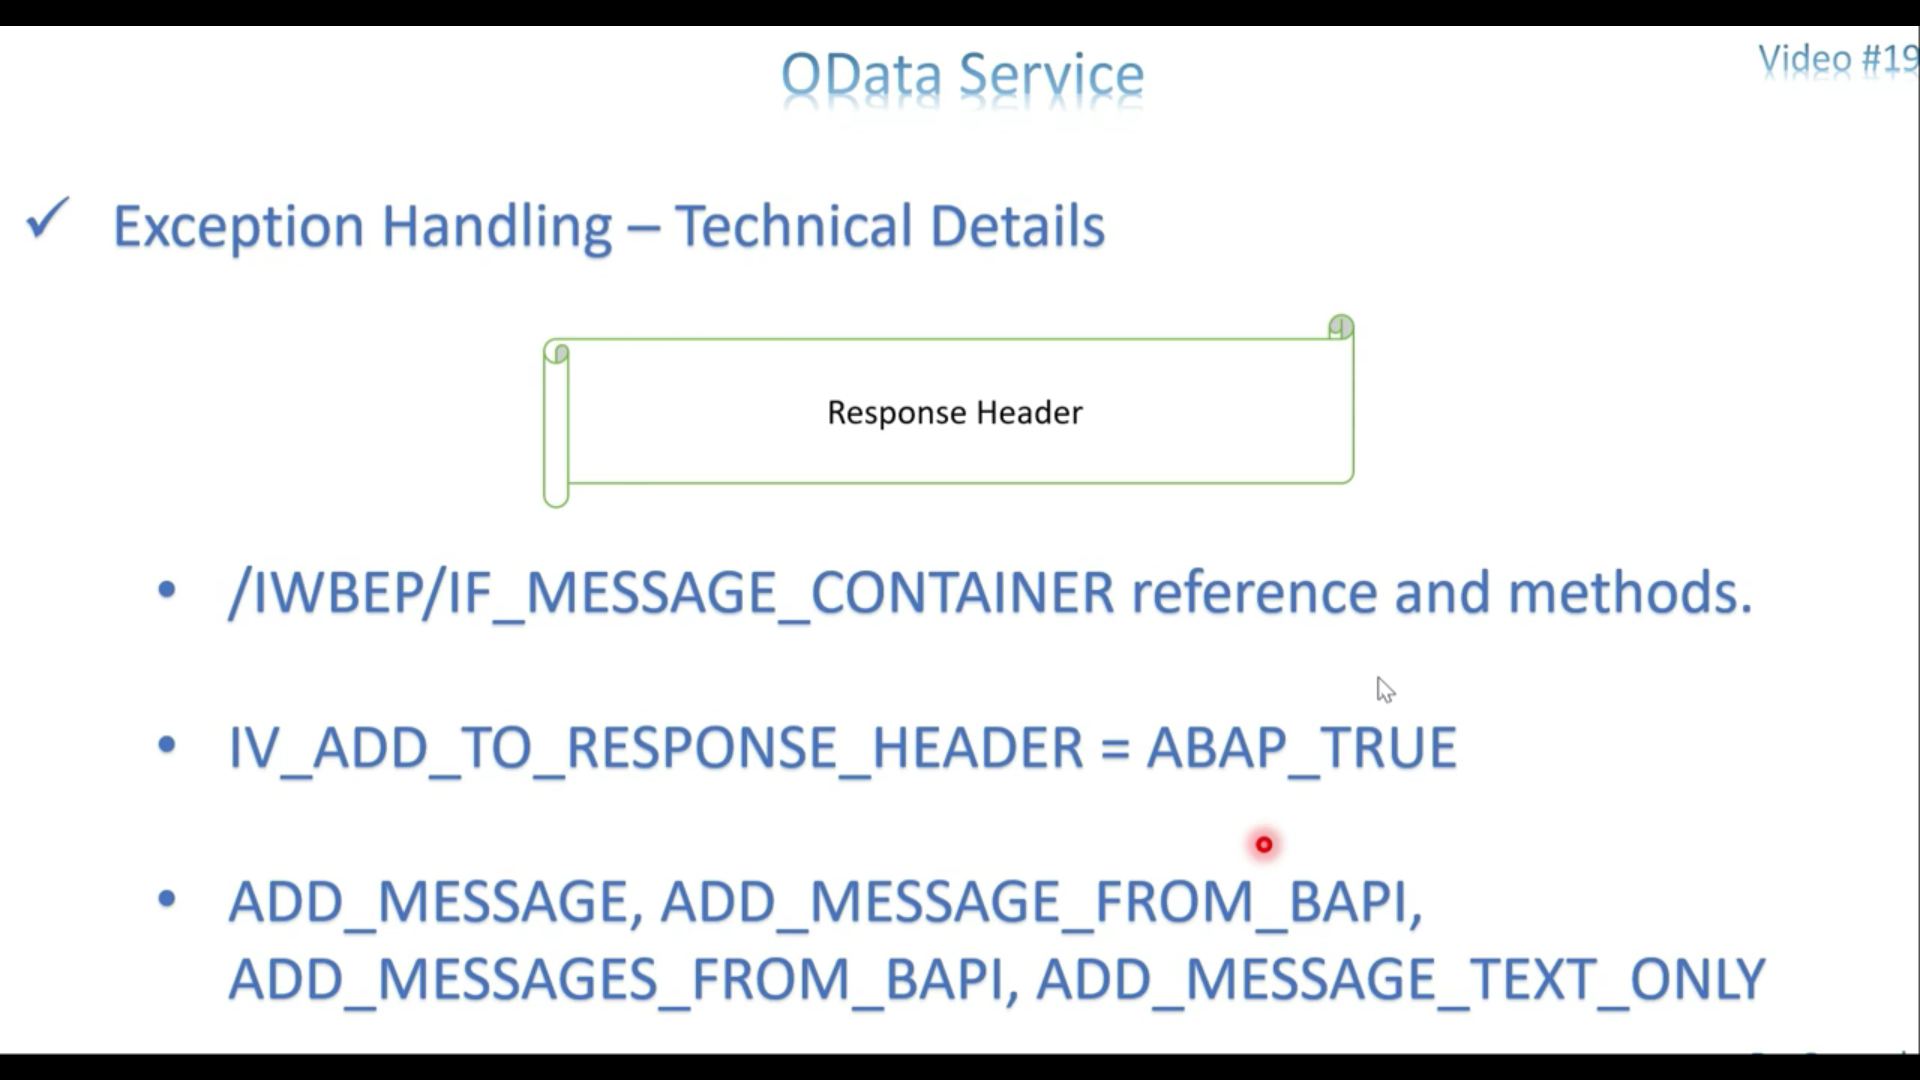 OData Service
Video #19
✓ Exception Handling – Technical Details
Response Header
• /IWBEP/IF_MESSAGE_CONTAINER reference and methods.
• IV_ADD_TO_RESPONSE_HEADER = ABAP_TRUE
• ADD_MESSAGE, ADD_MESSAGE_FROM_BAPI,
ADD_MESSAGES_FROM_BAPI, ADD_MESSAGE_TEXT_ONLY